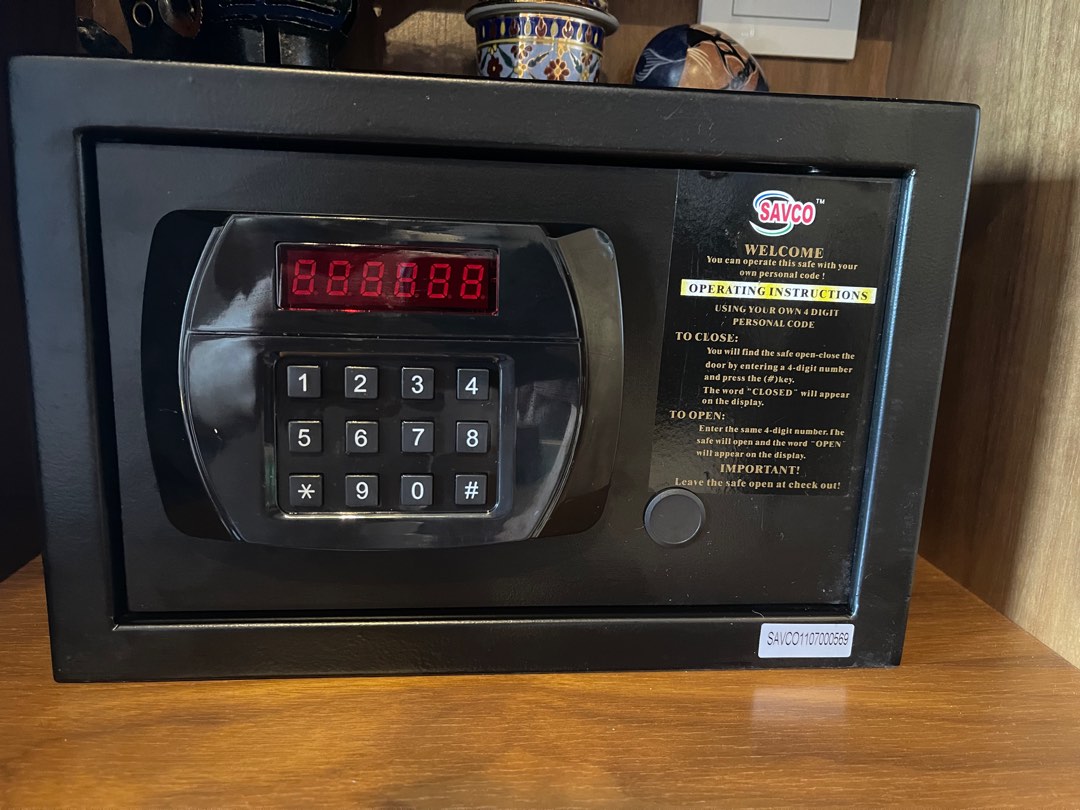 SAVCO™
WELCOME
You can operate this safe with your
own personal code !
OPERATING INSTRUCTIONS
USING YOUR OWN 4 DIGIT
PERSONAL CODE
TO CLOSE:
You will find the safe open-close the
door by entering a 4-digit number
and press the (#)key.
The word "CLOSED" will appear
on the display.
TO OPEN:
Enter the same 4-digit number. The
safe will open and the word "OPEN"
will appear on the display.
IMPORTANT!
Leave the safe open at check out!
888888
1 2 3 4
5 6 7 8
* 9 0 #
SAVCO1107000569